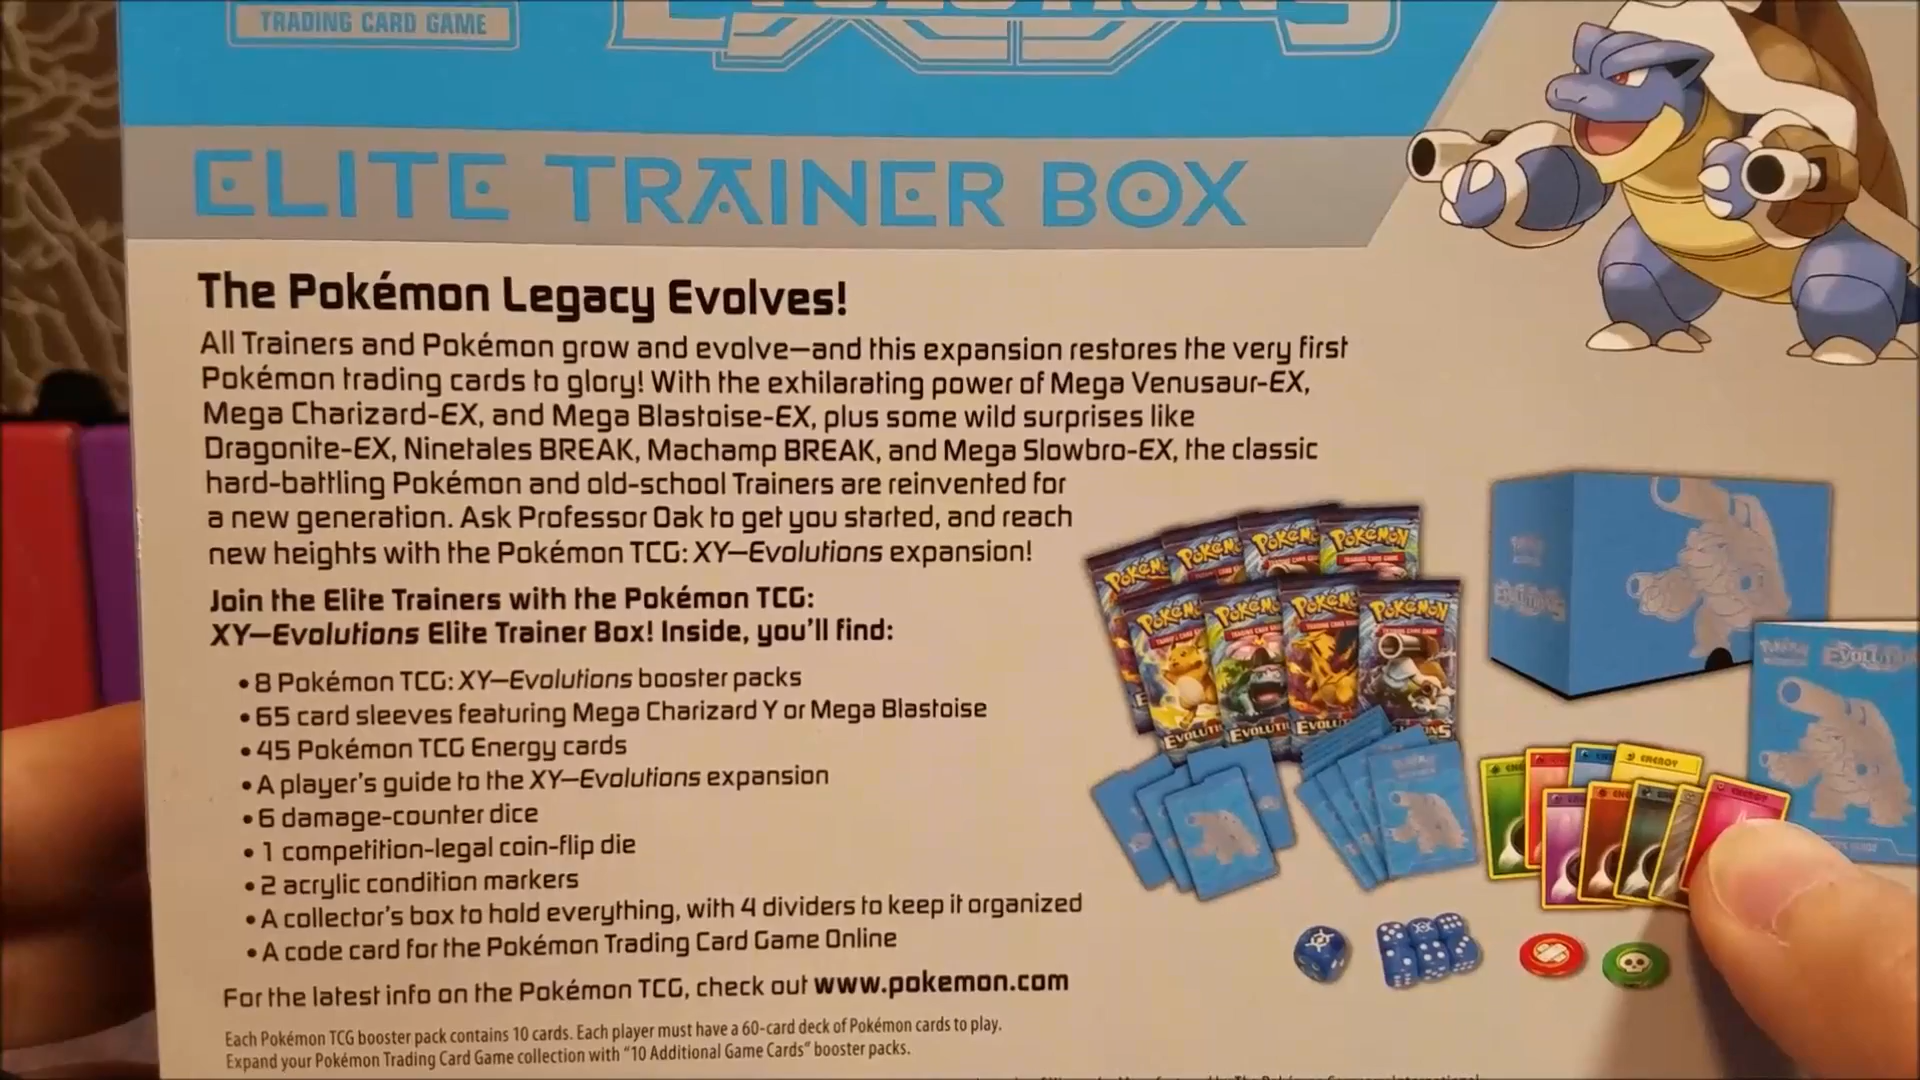 TRADING CARD GAME
EVOLUTIONS
ELITE TRAINER BOX
The Pokémon Legacy Evolves!
All Trainers and Pokémon grow and evolve—and this expansion restores the very first
Pokémon trading cards to glory! With the exhilarating power of Mega Venusaur-EX,
Mega Charizard-EX, and Mega Blastoise-EX, plus some wild surprises like
Dragonite-EX, Ninetales BREAK, Machamp BREAK, and Mega Slowbro-EX, the classic
hard-battling Pokémon and old-school Trainers are reinvented for
a new generation. Ask Professor Oak to get you started, and reach
new heights with the Pokémon TCG: XY—Evolutions expansion!
Join the Elite Trainers with the Pokémon TCG:
XY—Evolutions Elite Trainer Box! Inside, you'll find:
• 8 Pokémon TCG: XY—Evolutions booster packs
• 65 card sleeves featuring Mega Charizard Y or Mega Blastoise
• 45 Pokémon TCG Energy cards
• A player's guide to the XY—Evolutions expansion
• 6 damage-counter dice
• 1 competition-legal coin-flip die
• 2 acrylic condition markers
• A collector's box to hold everything, with 4 dividers to keep it organized
• A code card for the Pokémon Trading Card Game Online
For the latest info on the Pokémon TCG, check out www.pokemon.com
Each Pokémon TCG booster pack contains 10 cards. Each player must have a 60-card deck of Pokémon cards to play.
Expand your Pokémon Trading Card Game collection with "10 Additional Game Cards" booster packs.
POKéMON
POKéMON
POKéMON
POKéMON
ENERGY
ENERGY